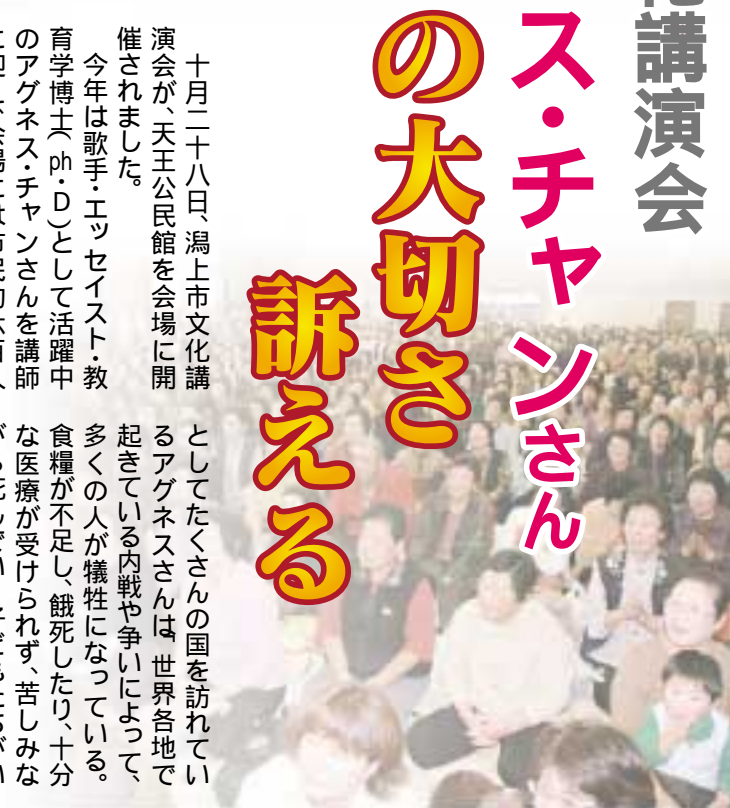 講演会
ス・チャンさん
の大切さ
訴える
十月二十八日、潟上市文化講
演会が、天王公民館を会場に開
催されました。
今年は歌手・エッセイスト・教
育学博士(ph・D)として活躍中
のアグネス・チャンさんを講師
としてたくさんの国を訪れてい
るアグネスさんは、世界各地で
起きている内戦や争いによって、
多くの人が犠牲になっている。
食糧が不足し、餓死したり、十分
な医療が受けられず、苦しみな